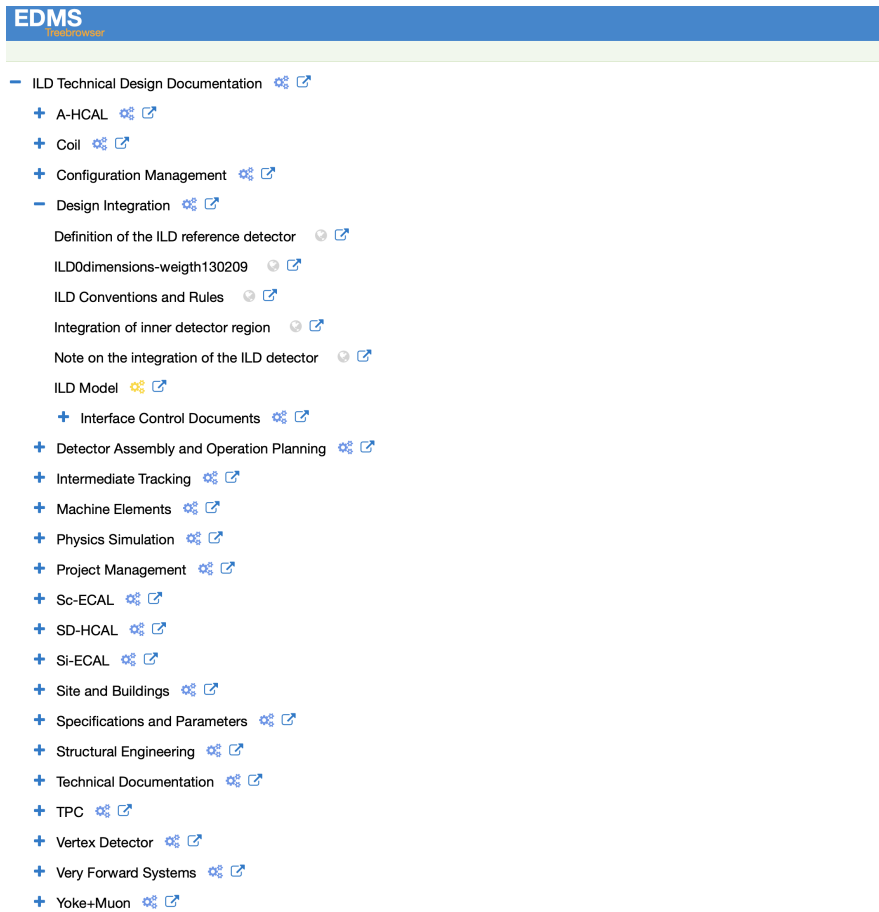 EDMS
Treebrowser
ILD Technical Design Documentation
A-HCAL
Coil
Configuration Management
Design Integration
Definition of the ILD reference detector
ILD0dimensions-weigth130209
ILD Conventions and Rules
Integration of inner detector region
Note on the integration of the ILD detector
ILD Model
Interface Control Documents
Detector Assembly and Operation Planning
Intermediate Tracking
Machine Elements
Physics Simulation
Project Management
Sc-ECAL
SD-HCAL
Si-ECAL
Site and Buildings
Specifications and Parameters
Structural Engineering
Technical Documentation
TPC
Vertex Detector
Very Forward Systems
Yoke+Muon